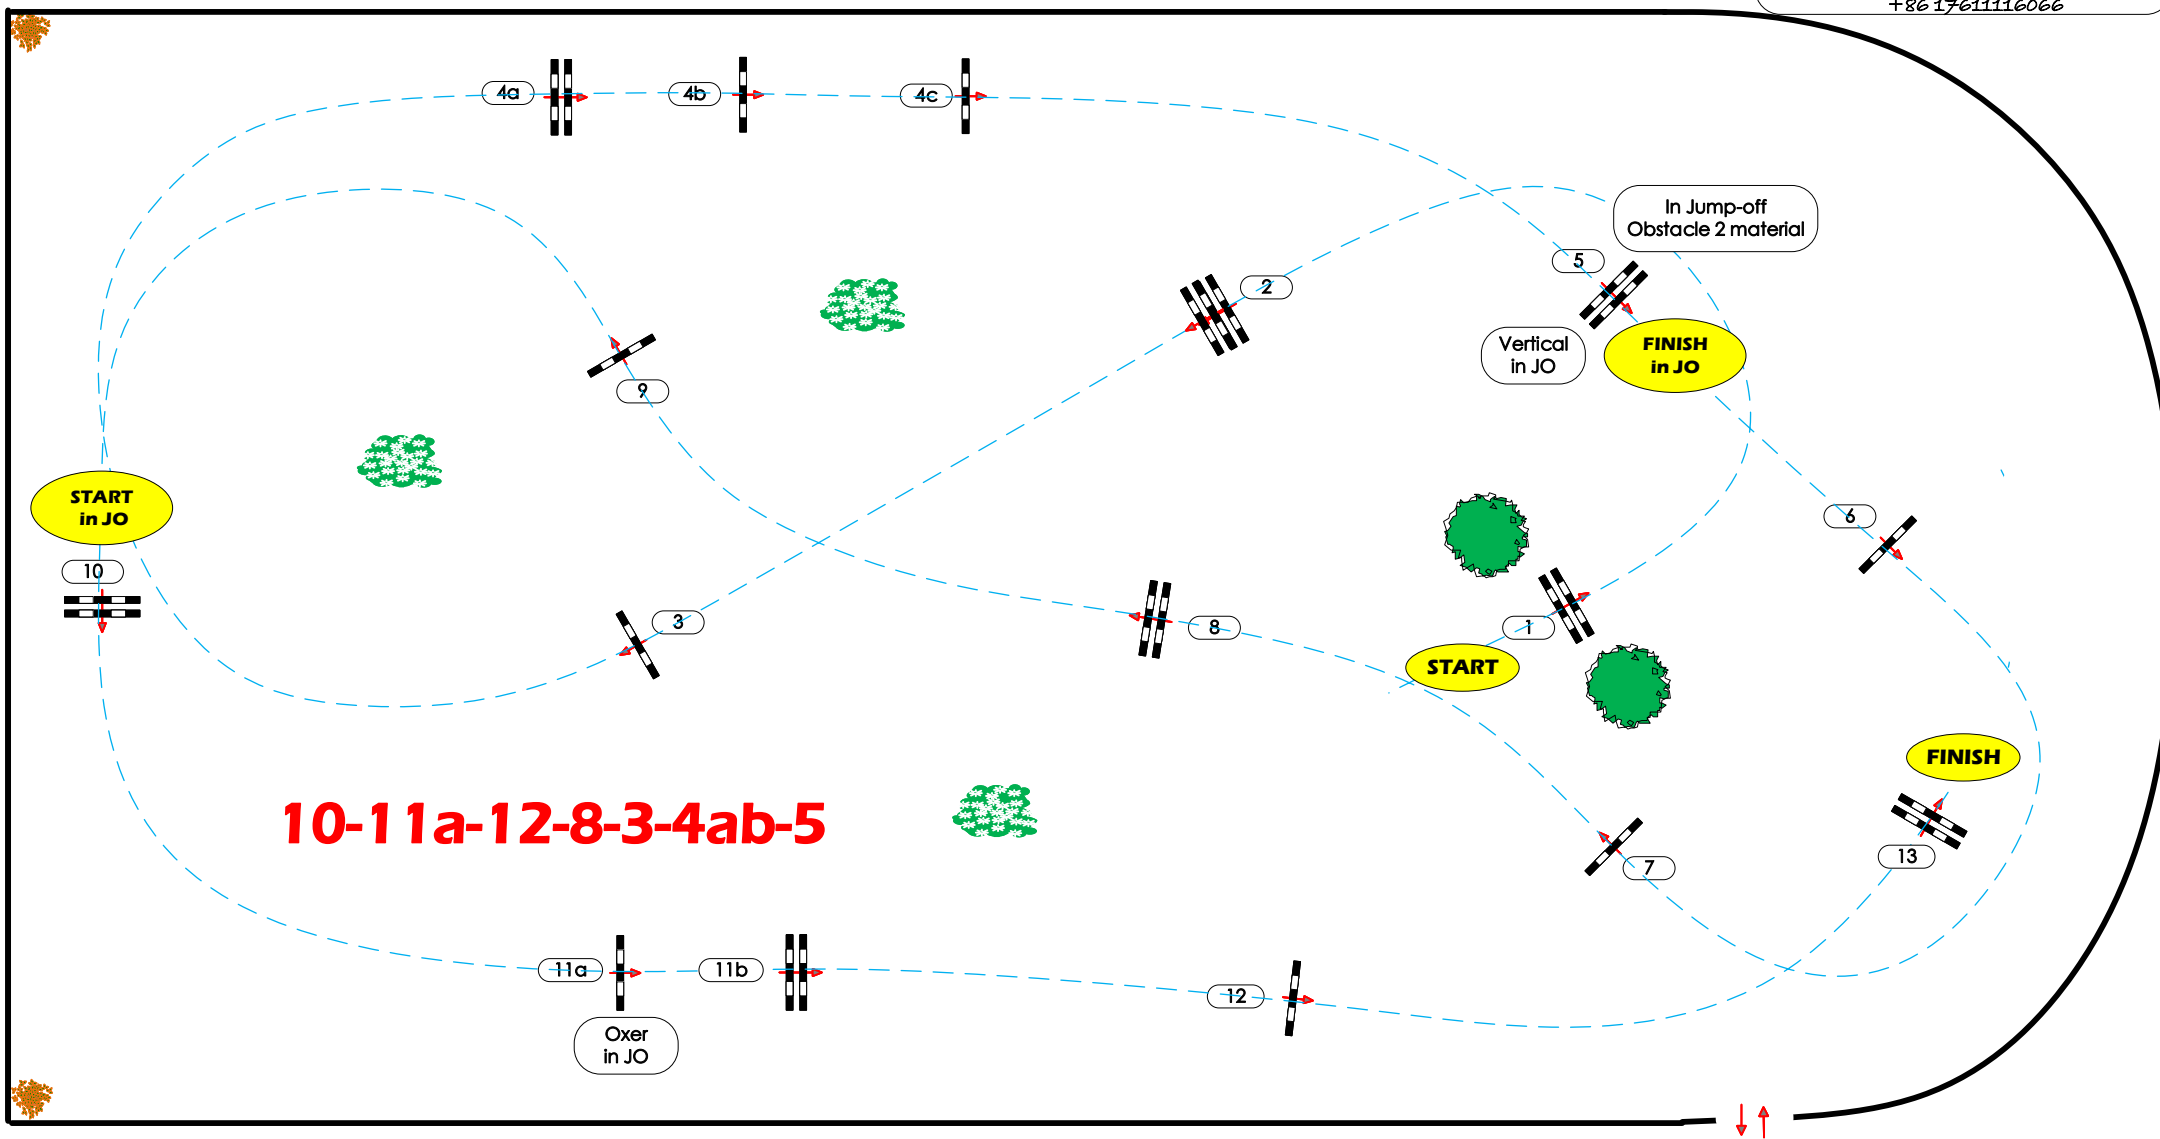 +86 17611116066
4a
4b
4c
In Jump-off
Obstacle 2 material
5
2
Vertical
in JO
FINISH
in JO
9
START
in JO
6
10
3
8
1
START
FINISH
10-11a-12-8-3-4ab-5
13
7
11a
11b
12
Oxer
in JO